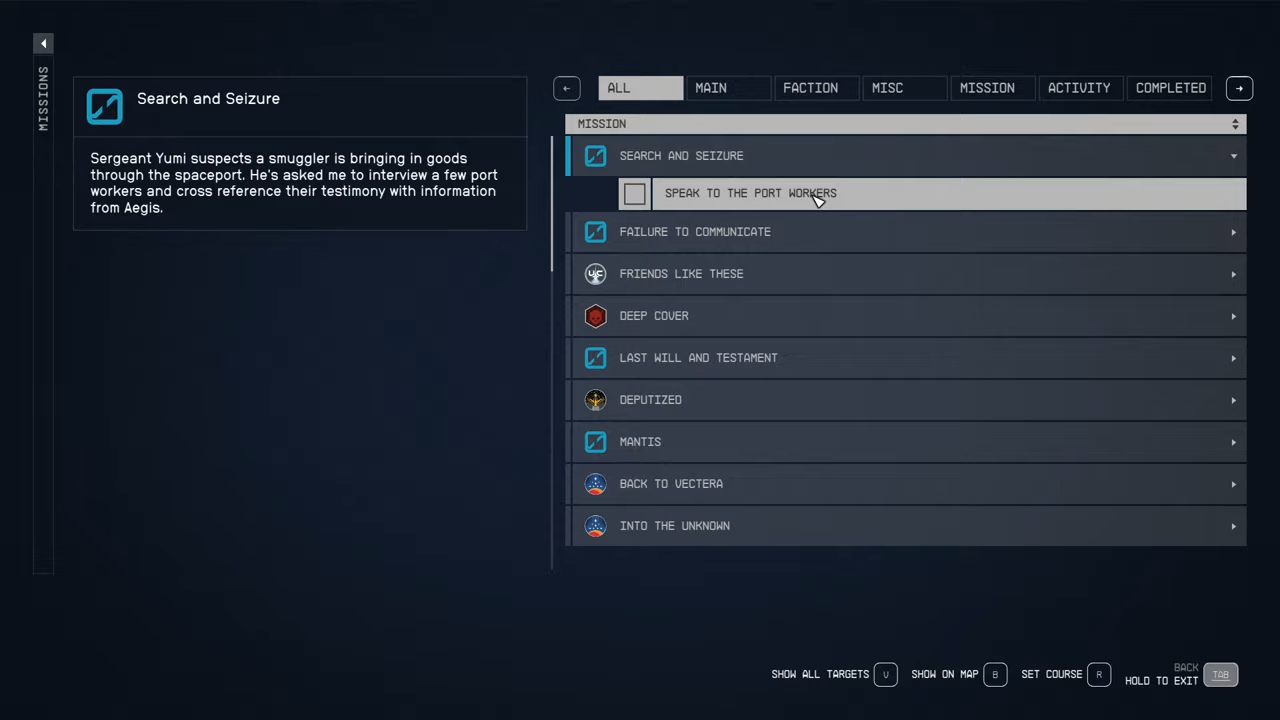 MISSIONS
Search and Seizure
Sergeant Yumi suspects a smuggler is bringing in goods
through the spaceport. He's asked me to interview a few port
workers and cross reference their testimony with information
from Aegis.
ALL MAIN FACTION MISC MISSION ACTIVITY COMPLETED
MISSION
SEARCH AND SEIZURE
SPEAK TO THE PORT WORKERS
FAILURE TO COMMUNICATE
UC FRIENDS LIKE THESE
DEEP COVER
LAST WILL AND TESTAMENT
DEPUTIZED
MANTIS
BACK TO VECTERA
INTO THE UNKNOWN
SHOW ALL TARGETS V SHOW ON MAP B SET COURSE R BACK
HOLD TO EXIT TAB